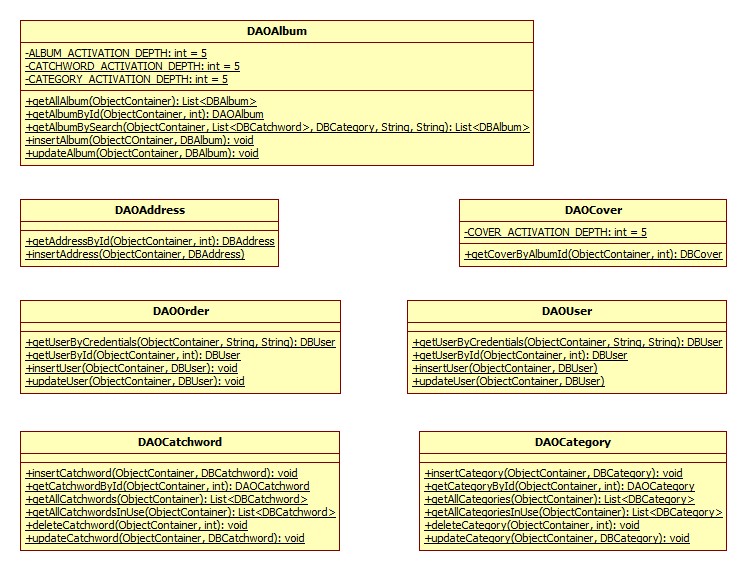 DAOAlbum
-ALBUM_ACTIVATION_DEPTH: int = 5
-CATCHWORD_ACTIVATION_DEPTH: int = 5
-CATEGORY_ACTIVATION_DEPTH: int = 5
+getAllAlbum(ObjectContainer): List<DBAlbum>
+getAlbumById(ObjectContainer, int): DAOAlbum
+getAlbumBySearch(ObjectContainer, List<DBCatchword>, DBCategory, String, String): List<DBAlbum>
+insertAlbum(ObjectCOntainer, DBAlbum): void
+updateAlbum(ObjectContainer, DBAlbum): void
DAOAddress
+getAddressById(ObjectContainer, int): DBAddress
+insertAddress(ObjectContainer, DBAddress)
DAOCover
-COVER_ACTIVATION_DEPTH: int = 5
+getCoverByAlbumId(ObjectContainer, int): DBCover
DAOOrder
+getUserByCredentials(ObjectContainer, String, String): DBUser
+getUserById(ObjectContainer, int): DBUser
+insertUser(ObjectContainer, DBUser): void
+updateUser(ObjectContainer, DBUser): void
DAOUser
+getUserByCredentials(ObjectContainer, String, String): DBUser
+getUserById(ObjectContainer, int): DBUser
+insertUser(ObjectContainer, DBUser)
+updateUser(ObjectContainer, DBUser)
DAOCatchword
+insertCatchword(ObjectContainer, DBCatchword): void
+getCatchwordById(ObjectContainer, int): DAOCatchword
+getAllCatchwords(ObjectContainer): List<DBCatchword>
+getAllCatchwordsInUse(ObjectContainer): List<DBCatchword>
+deleteCatchword(ObjectContainer, int): void
+updateCatchword(ObjectContainer, DBCatchword): void
DAOCategory
+insertCategory(ObjectContainer, DBCategory): void
+getCategoryById(ObjectContainer, int): DAOCategory
+getAllCategories(ObjectContainer): List<DBCategory>
+getAllCategoriesInUse(ObjectContainer): List<DBCategory>
+deleteCategory(ObjectContainer, int): void
+updateCategory(ObjectContainer, DBCategory): void